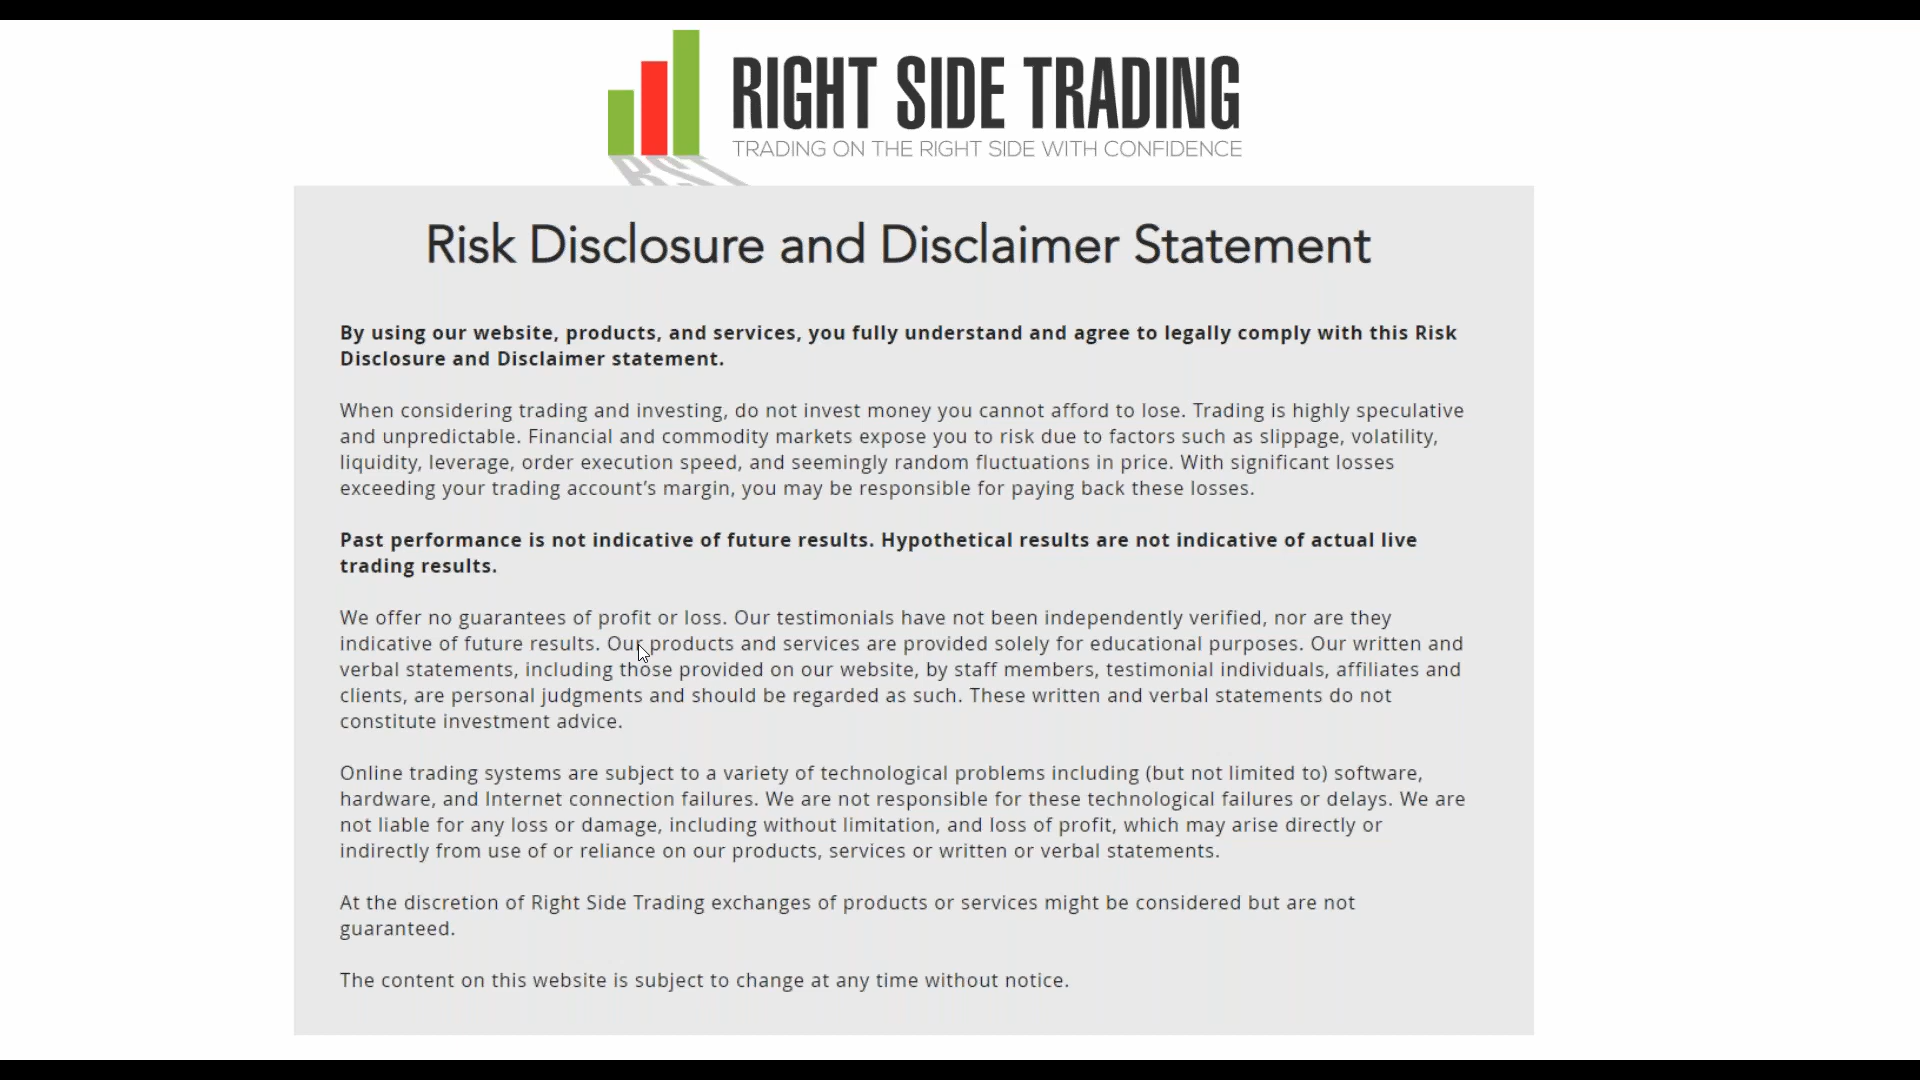 RIGHT SIDE TRADING
TRADING ON THE RIGHT SIDE WITH CONFIDENCE
RST
Risk Disclosure and Disclaimer Statement
By using our website, products, and services, you fully understand and agree to legally comply with this Risk
Disclosure and Disclaimer statement.
When considering trading and investing, do not invest money you cannot afford to lose. Trading is highly speculative
and unpredictable. Financial and commodity markets expose you to risk due to factors such as slippage, volatility,
liquidity, leverage, order execution speed, and seemingly random fluctuations in price. With significant losses
exceeding your trading account’s margin, you may be responsible for paying back these losses.
Past performance is not indicative of future results. Hypothetical results are not indicative of actual live
trading results.
We offer no guarantees of profit or loss. Our testimonials have not been independently verified, nor are they
indicative of future results. Our products and services are provided solely for educational purposes. Our written and
verbal statements, including those provided on our website, by staff members, testimonial individuals, affiliates and
clients, are personal judgments and should be regarded as such. These written and verbal statements do not
constitute investment advice.
Online trading systems are subject to a variety of technological problems including (but not limited to) software,
hardware, and Internet connection failures. We are not responsible for these technological failures or delays. We are
not liable for any loss or damage, including without limitation, and loss of profit, which may arise directly or
indirectly from use of or reliance on our products, services or written or verbal statements.
At the discretion of Right Side Trading exchanges of products or services might be considered but are not
guaranteed.
The content on this website is subject to change at any time without notice.